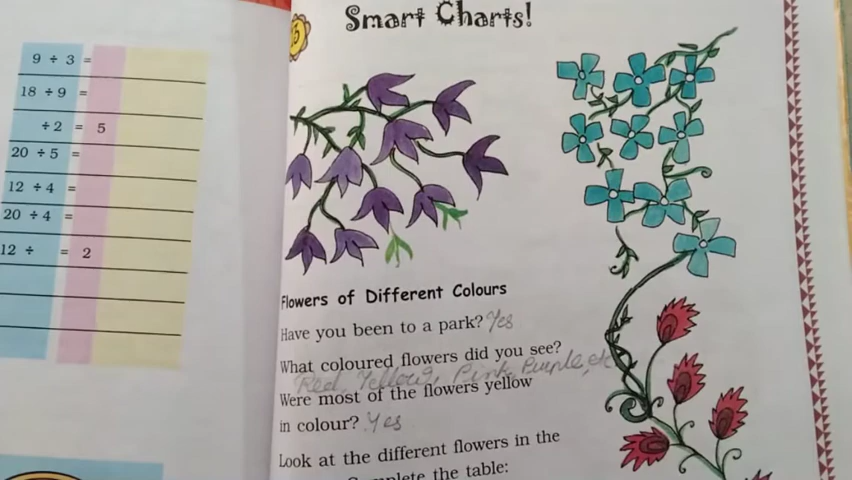 9 ÷ 3 =
18 ÷ 9 =
÷ 2 = 5
20 ÷ 5 =
12 ÷ 4 =
20 ÷ 4 =
12 ÷ = 2
Smart Charts!
Flowers of Different Colours
Have you been to a park? Yes
What coloured flowers did you see?
Red, Yellow, Pink, Purple, etc
Were most of the flowers yellow
in colour? Yes
Look at the different flowers in the
the table: